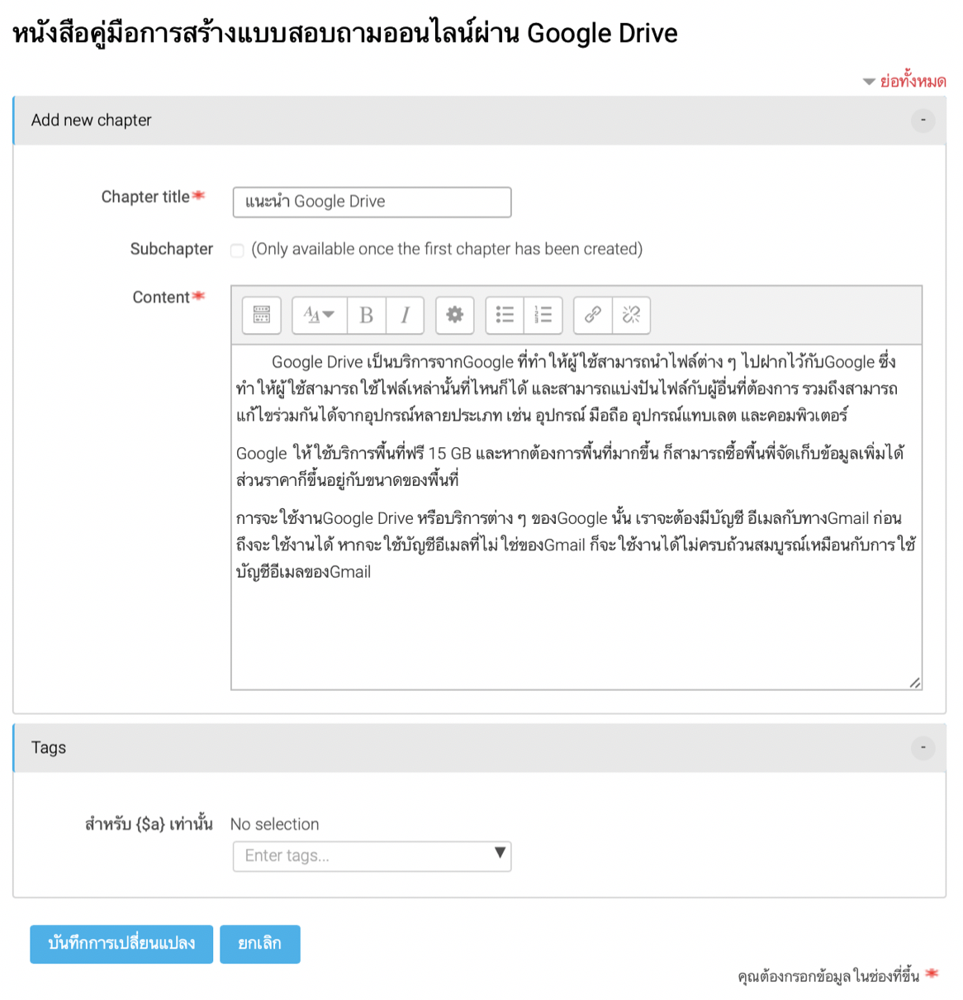 หนังสือคู่มือการสร้างแบบสอบถามออนไลน์ผ่าน Google Drive
ย่อทั้งหมด
Add new chapter
-
Chapter title
แนะนำ Google Drive
Subchapter
(Only available once the first chapter has been created)
Content
Google Drive เป็นบริการจากGoogle ที่ทำให้ผู้ใช้สามารถนำไฟล์ต่าง ๆ ไปฝากไว้กับGoogle ซึ่ง
ทำให้ผู้ใช้สามารถใช้ไฟล์เหล่านั้นที่ไหนก็ได้ และสามารถแบ่งปันไฟล์กับผู้อื่นที่ต้องการ รวมถึงสามารถ
แก้ไขร่วมกันได้จากอุปกรณ์หลายประเภท เช่น อุปกรณ์ มือถือ อุปกรณ์แทบเลต และคอมพิวเตอร์
Google ให้ใช้บริการพื้นที่ฟรี 15 GB และหากต้องการพื้นที่มากขึ้น ก็สามารถซื้อพื้นพี่จัดเก็บข้อมูลเพิ่มได้
ส่วนราคาก็ขึ้นอยู่กับขนาดของพื้นที่
การจะใช้งานGoogle Drive หรือบริการต่าง ๆ ของGoogle นั้น เราจะต้องมีบัญชี อีเมลกับทางGmail ก่อน
ถึงจะใช้งานได้ หากจะใช้บัญชีอีเมลที่ไม่ใช่ของGmail ก็จะใช้งานได้ไม่ครบถ้วนสมบูรณ์เหมือนกับการใช้
บัญชีอีเมลของGmail
Tags
-
สำหรับ {$a} เท่านั้น
No selection
Enter tags...
บันทึกการเปลี่ยนแปลง
ยกเลิก
คุณต้องกรอกข้อมูลในช่องที่ขึ้น